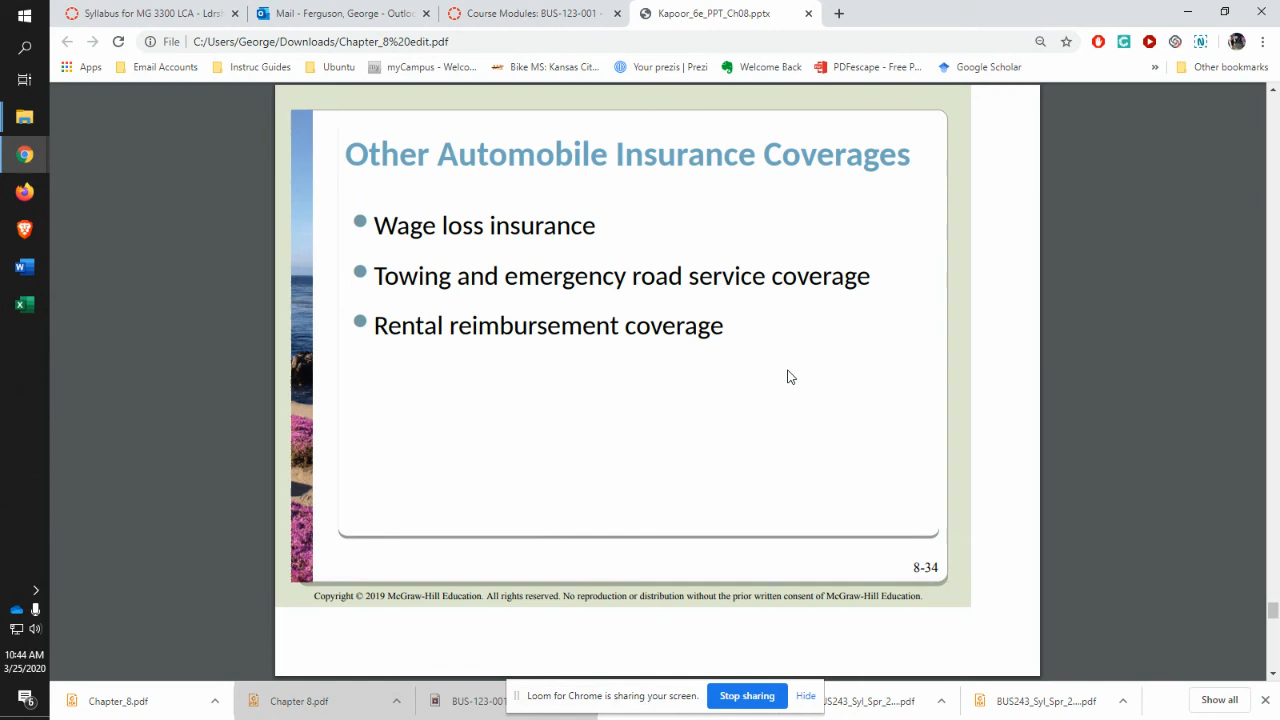 Syllabus for MG 3300 LCA - Ldrsh
Mail - Ferguson, George - Outloo
Course Modules: BUS-123-001 -
Kapoor_6e_PPT_Ch08.pptx
File C:/Users/George/Downloads/Chapter_8%20edit.pdf
Apps Email Accounts Instruc Guides Ubuntu myCampus - Welco... Bike MS: Kansas Cit... Your prezis | Prezi Welcome Back PDFescape - Free P... Google Scholar » Other bookmarks
Other Automobile Insurance Coverages
Wage loss insurance
Towing and emergency road service coverage
Rental reimbursement coverage
8-34
Copyright © 2019 McGraw-Hill Education. All rights reserved. No reproduction or distribution without the prior written consent of McGraw-Hill Education.
10:44 AM
3/25/2020
6
Chapter_8.pdf
Chapter 8.pdf
BUS-123-001
Loom for Chrome is sharing your screen. Stop sharing Hide
BUS243_Syl_Spr_2....pdf
BUS243_Syl_Spr_2....pdf
Show all